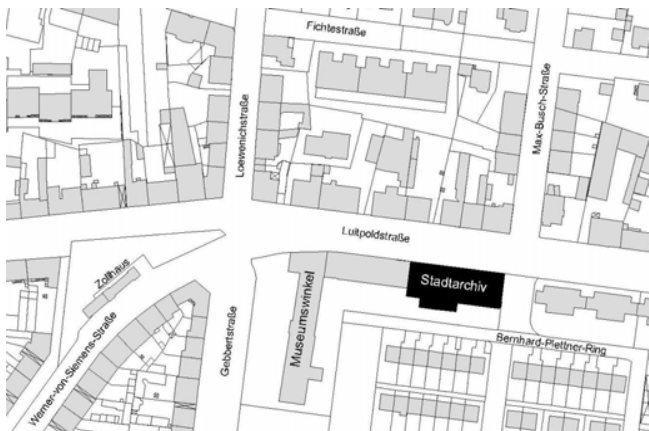 Fichtestraße
Loewenichstraße
Max-Busch-Straße
Luitpoldstraße
Zollhaus
Stadtarchiv
Museumswinkel
Gebbertstraße
Werner-von-Siemens-Straße
Bernhard-Plettner-Ring